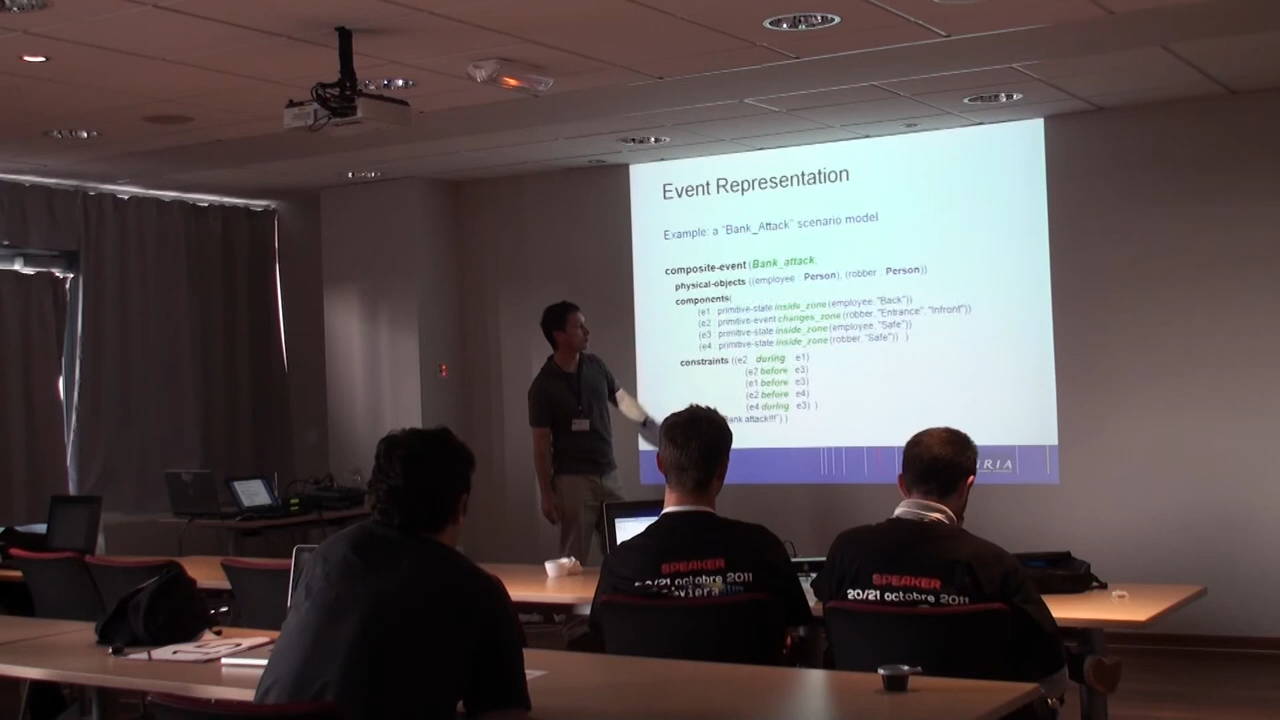 Event Representation
Example: a "Bank_Attack" scenario model
composite-event (Bank_attack,
physical-objects ((employee : Person), (robber : Person))
components(
(e1 : primitive-state inside_zone (employee, "Back"))
(e2 : primitive-event changes_zone (robber, "Entrance", "Infront"))
(e3 : primitive-state inside_zone (employee, "Safe"))
(e4 : primitive-state inside_zone (robber, "Safe")) )
constraints ((e2 during e1)
(e2 before e3)
(e1 before e3)
(e2 before e4)
(e4 during e3) )
attack!!!") )
SPEAKER
20/21 octobre 2011
SPEAKER
20/21 octobre 2011